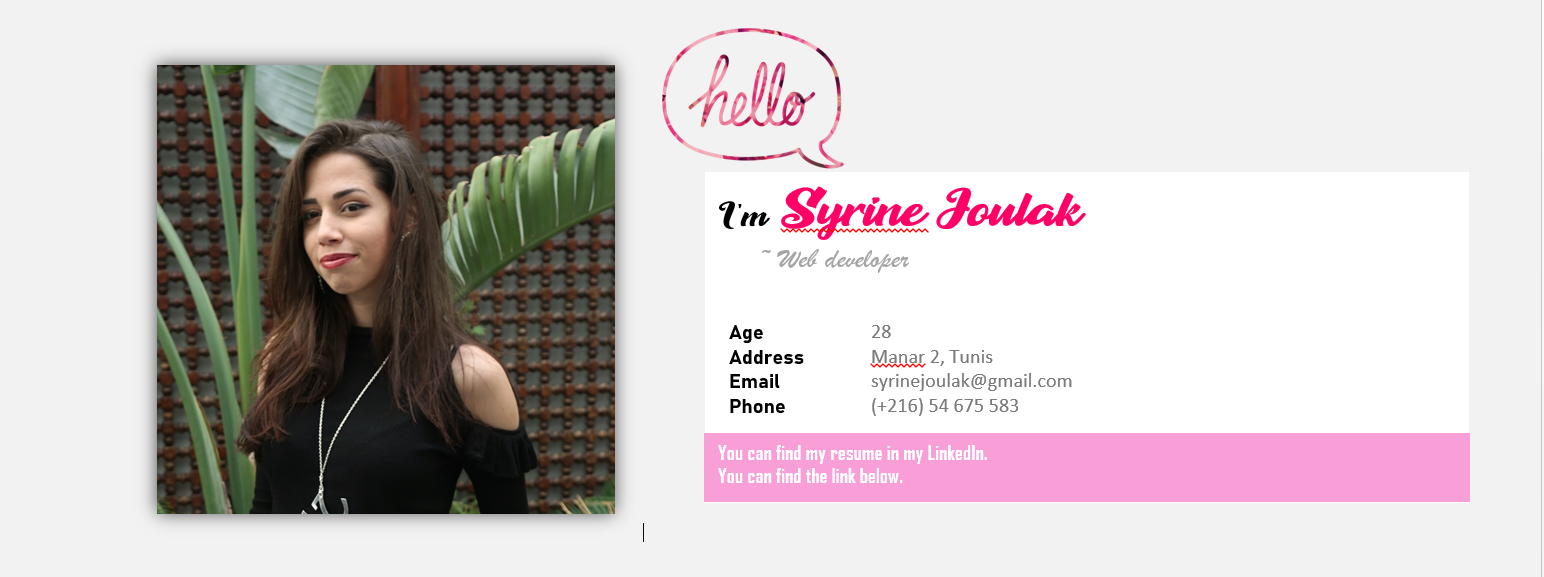 hello
I'm Syrine Joulak
~ Web developer
Age 28
Address Manar 2, Tunis
Email syrinejoulak@gmail.com
Phone (+216) 54 675 583
You can find my resume in my LinkedIn.
You can find the link below.